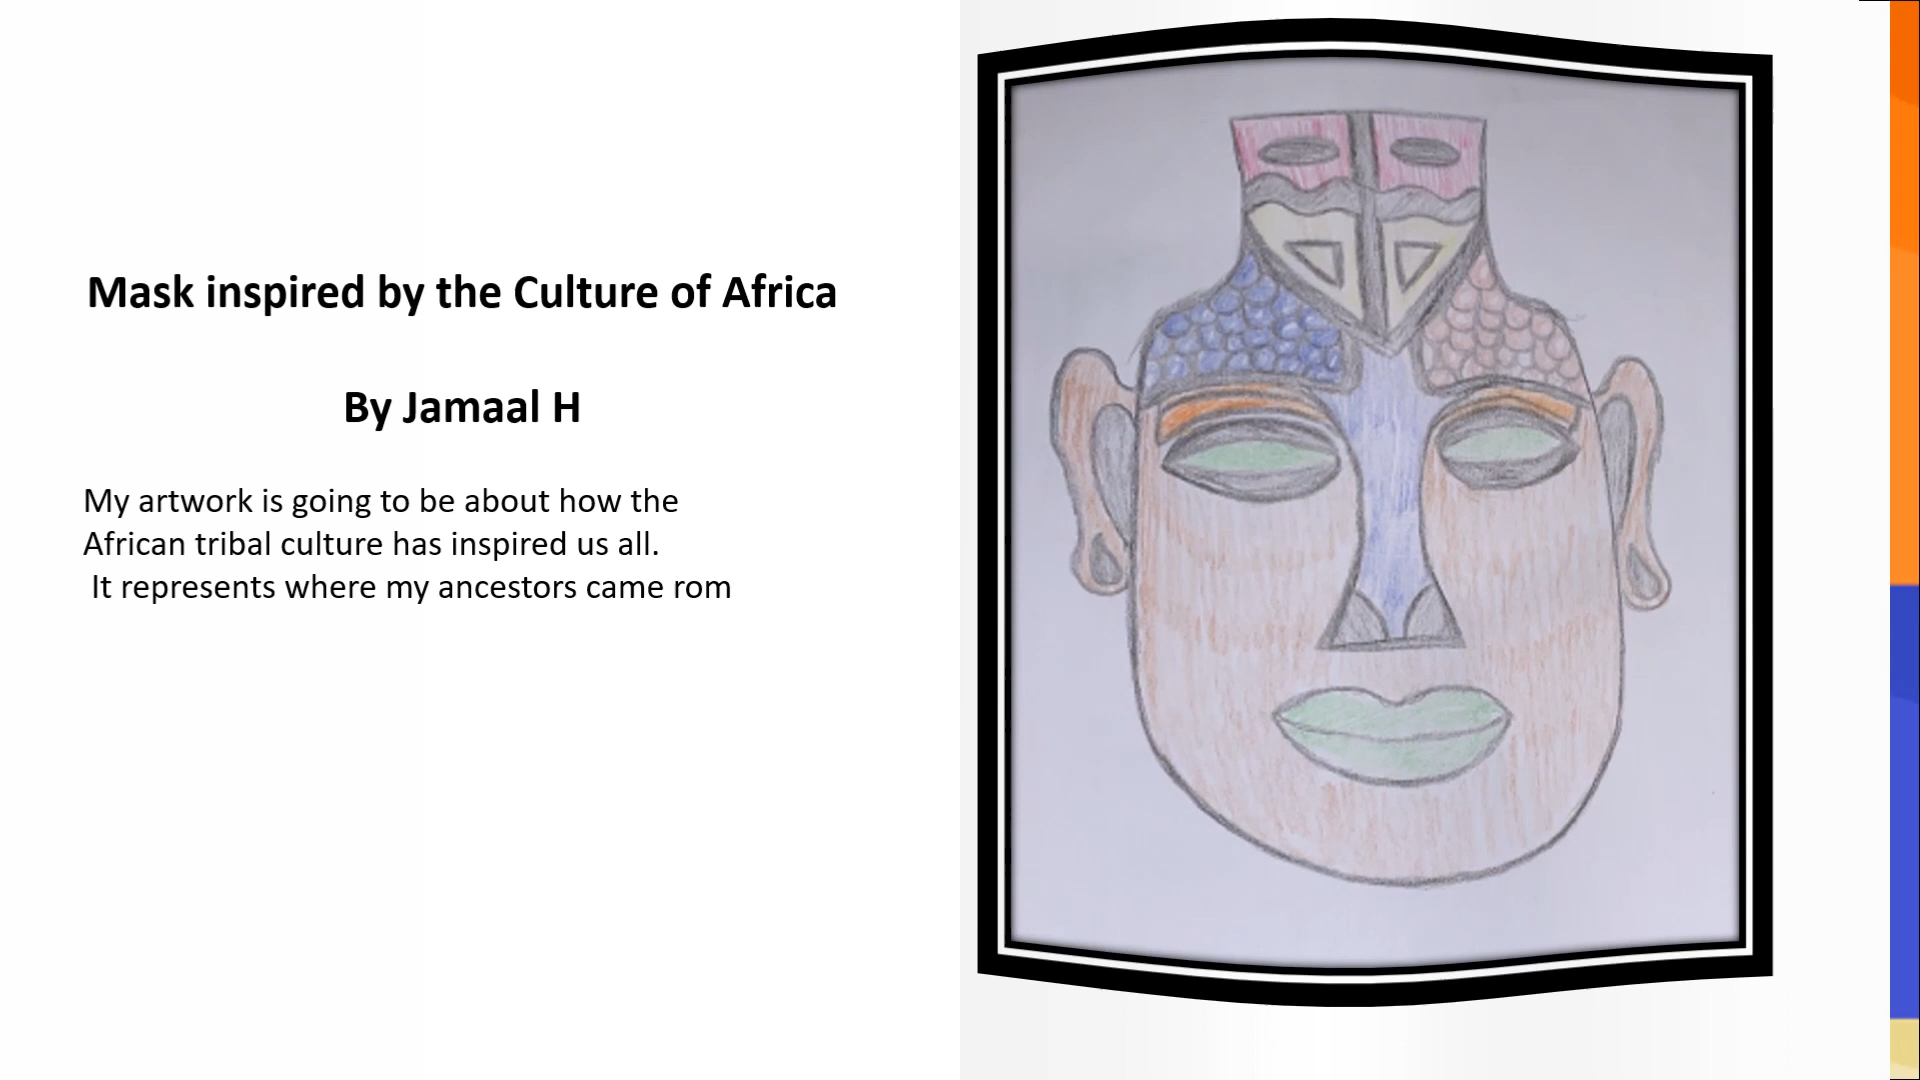 Mask inspired by the Culture of Africa
By Jamaal H
My artwork is going to be about how the
African tribal culture has inspired us all.
It represents where my ancestors came rom